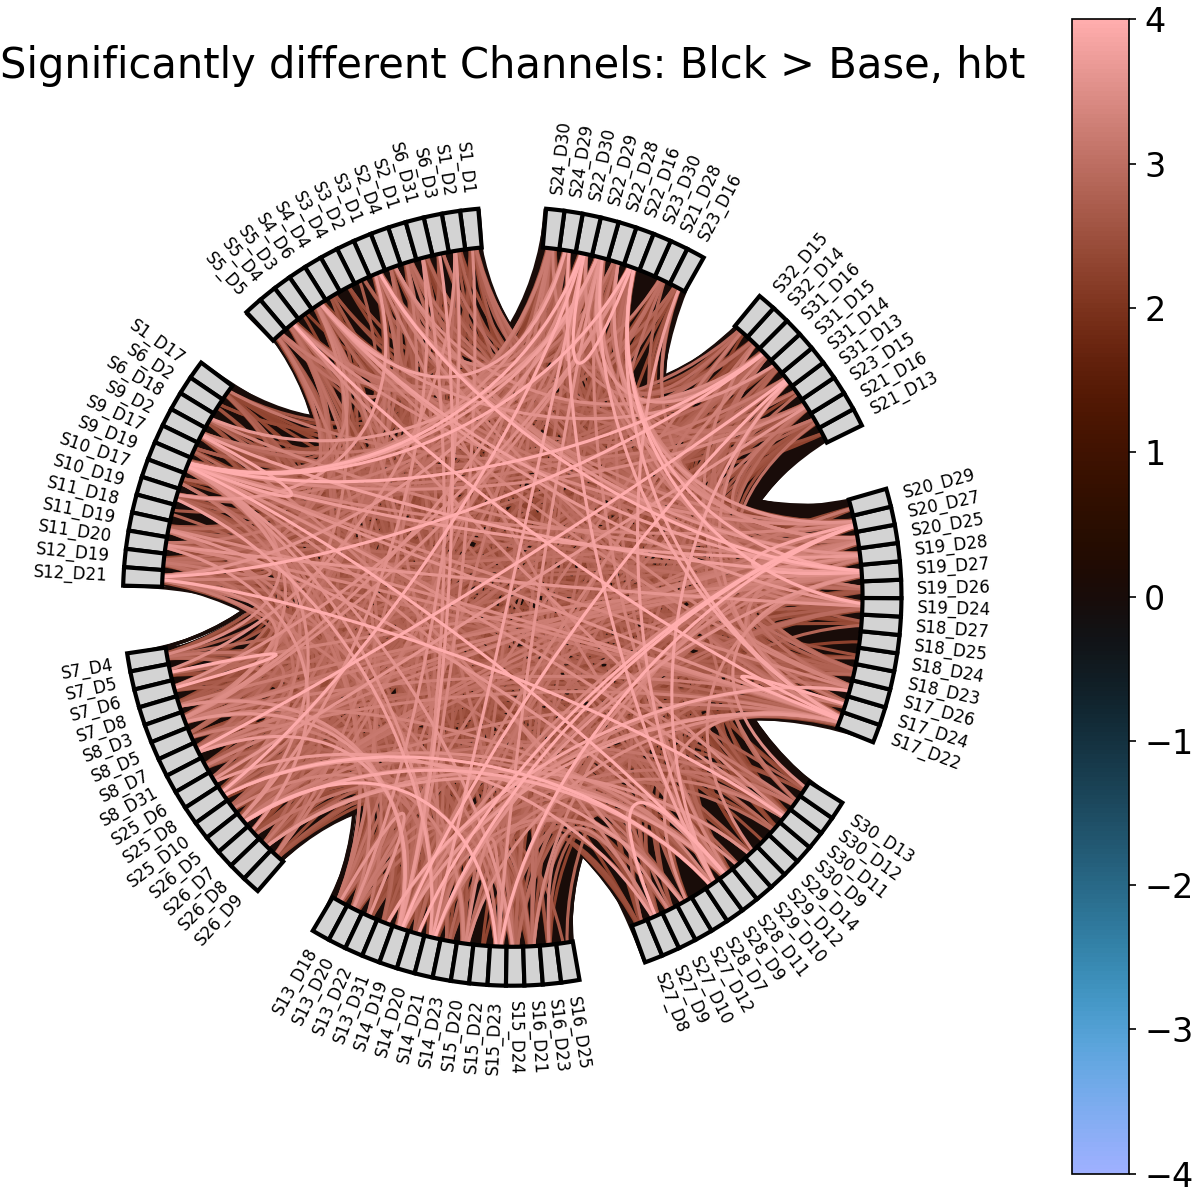 Significantly different Channels: Blck > Base, hbt
S24_D30
S24_D29
S22_D30
S22_D29
S22_D28
S22_D16
S23_D30
S21_D28
S23_D16
S32_D15
S32_D14
S31_D16
S31_D15
S31_D14
S31_D13
S23_D15
S21_D16
S21_D13
S20_D29
S20_D27
S20_D25
S19_D28
S19_D27
S19_D26
S19_D24
S18_D27
S18_D25
S18_D24
S18_D23
S17_D26
S17_D24
S17_D22
S30_D13
S30_D12
S30_D11
S30_D9
S29_D14
S29_D12
S29_D10
S28_D11
S28_D9
S28_D7
S27_D12
S27_D10
S27_D9
S27_D8
S16_D25
S16_D23
S16_D21
S15_D24
S15_D23
S15_D22
S15_D20
S14_D23
S14_D21
S14_D20
S14_D19
S13_D31
S13_D22
S13_D20
S13_D18
S26_D9
S26_D8
S26_D7
S26_D5
S25_D10
S25_D8
S25_D6
S8_D31
S8_D7
S8_D5
S8_D3
S7_D8
S7_D6
S7_D5
S7_D4
S12_D21
S12_D19
S11_D20
S11_D19
S11_D18
S10_D19
S10_D17
S9_D19
S9_D17
S9_D2
S6_D18
S6_D2
S1_D17
S5_D5
S5_D4
S5_D3
S4_D6
S4_D4
S3_D4
S3_D2
S3_D1
S2_D4
S2_D1
S6_D31
S6_D3
S1_D2
S1_D1
4
3
2
1
0
−1
−2
−3
−4